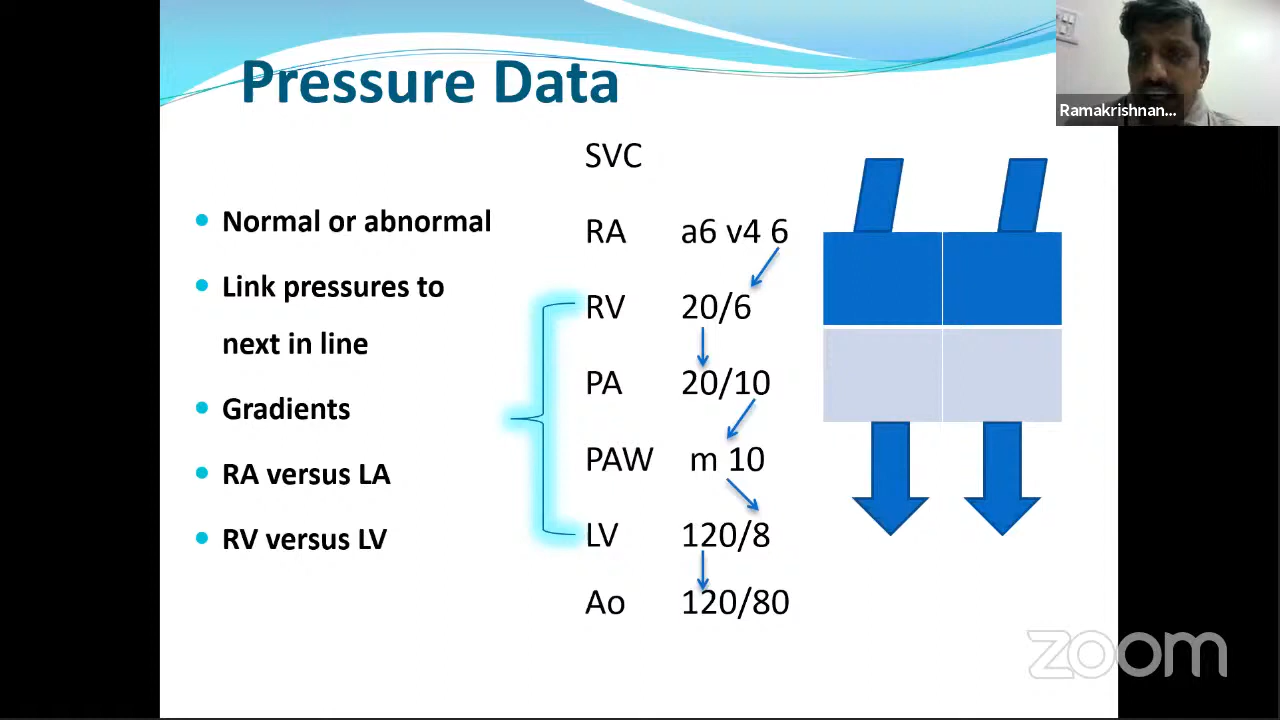 Pressure Data
Ramakrishnan...
SVC
Normal or abnormal
RA a6 v4 6
Link pressures to
next in line
RV 20/6
PA 20/10
Gradients
PAW m 10
RA versus LA
LV 120/8
RV versus LV
Ao 120/80
zoom